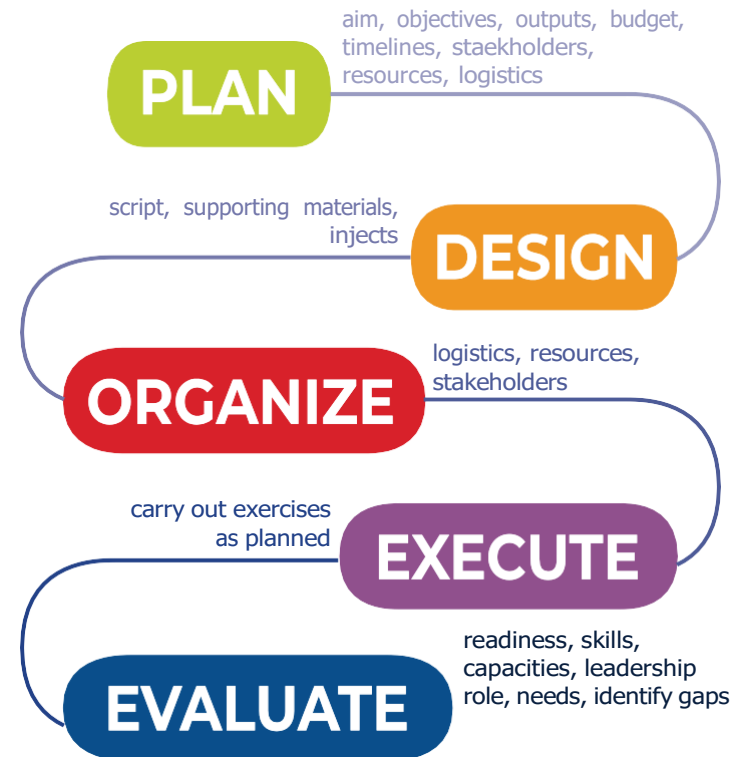 aim, objectives, outputs, budget,
timelines, staekholders,
resources, logistics
PLAN
script, supporting materials,
injects
DESIGN
logistics, resources,
stakeholders
ORGANIZE
carry out exercises
as planned
EXECUTE
readiness, skills,
capacities, leadership
role, needs, identify gaps
EVALUATE